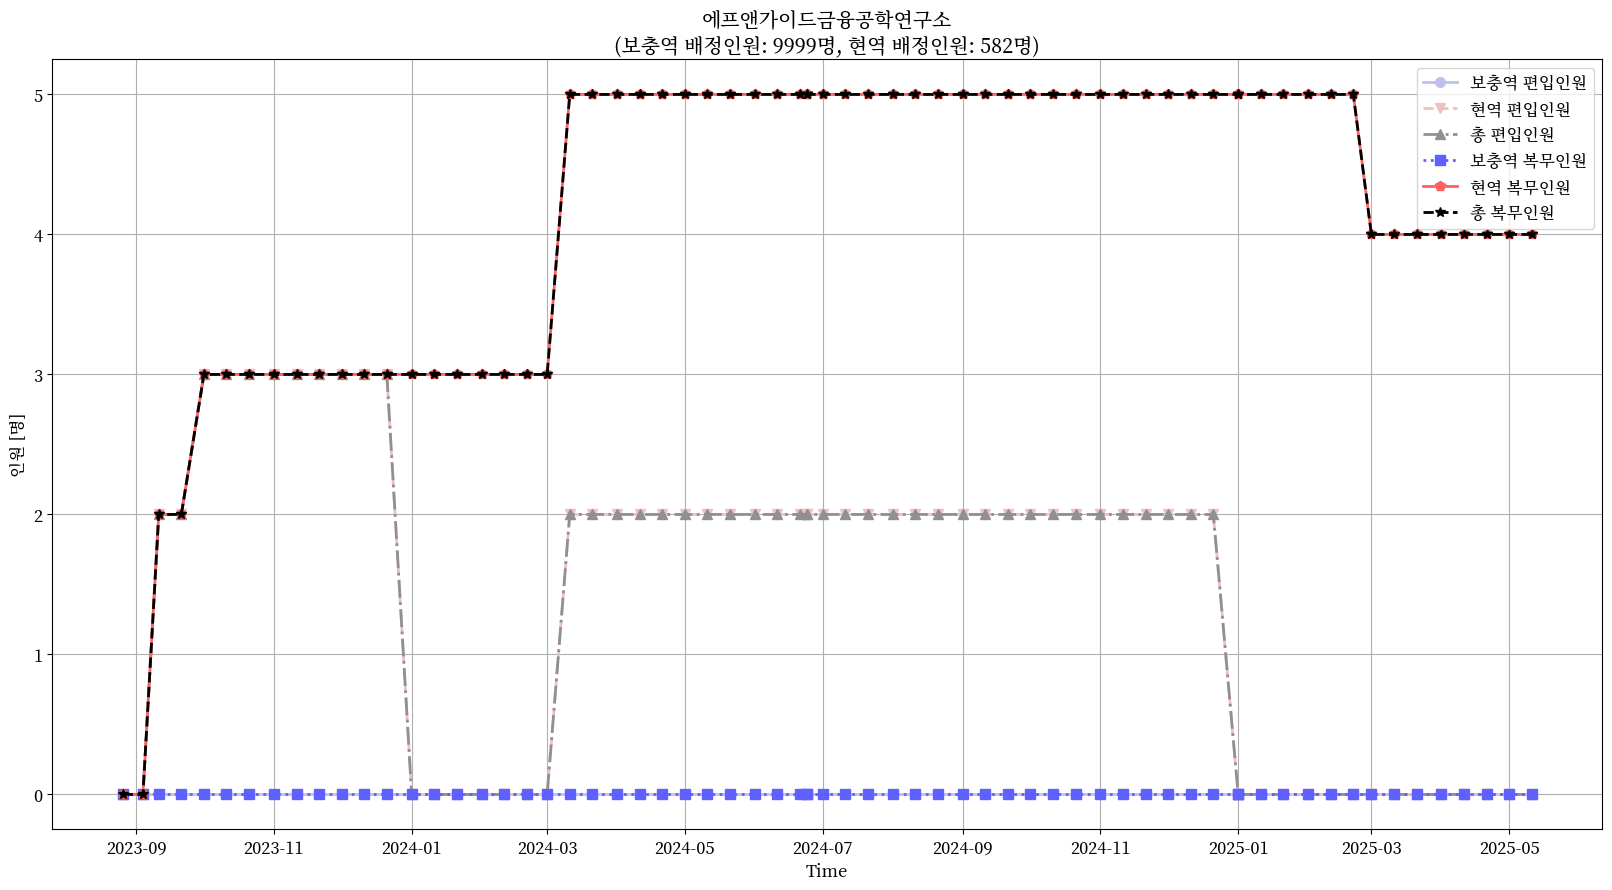 에프앤가이드금융공학연구소
(보충역 배정인원: 9999명, 현역 배정인원: 582명)
보충역 편입인원
현역 편입인원
총 편입인원
보충역 복무인원
현역 복무인원
총 복무인원
인원 [명]
5
4
3
2
1
0
2023-09 2023-11 2024-01 2024-03 2024-05 2024-07 2024-09 2024-11 2025-01 2025-03 2025-05
Time